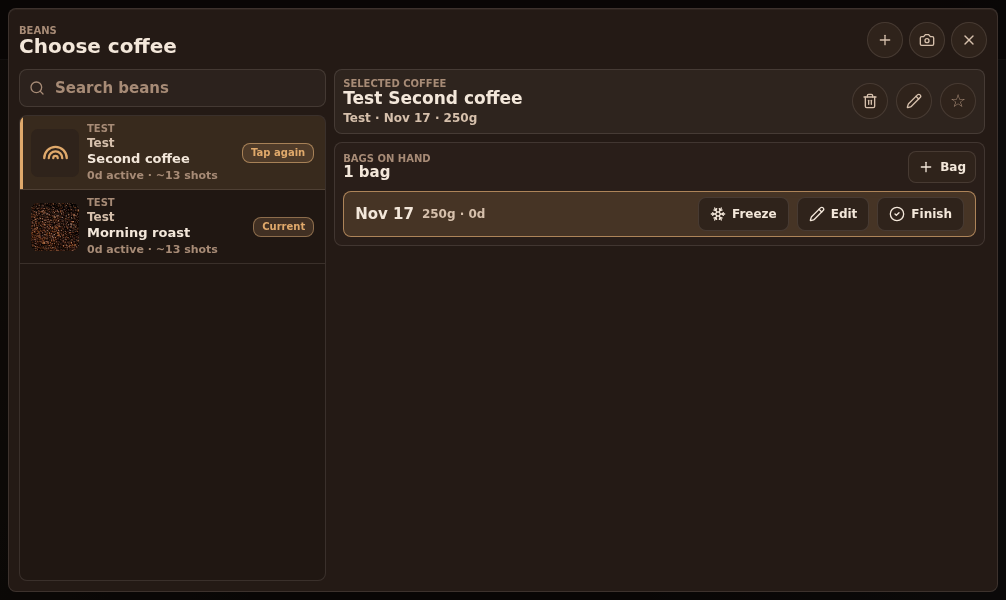 BEANS
Choose coffee
Search beans
TEST
Test
Second coffee
0d active · ~13 shots
Tap again
TEST
Test
Morning roast
0d active · ~13 shots
Current
SELECTED COFFEE
Test Second coffee
Test · Nov 17 · 250g
BAGS ON HAND
1 bag
Bag
Nov 17 250g · 0d
Freeze
Edit
Finish